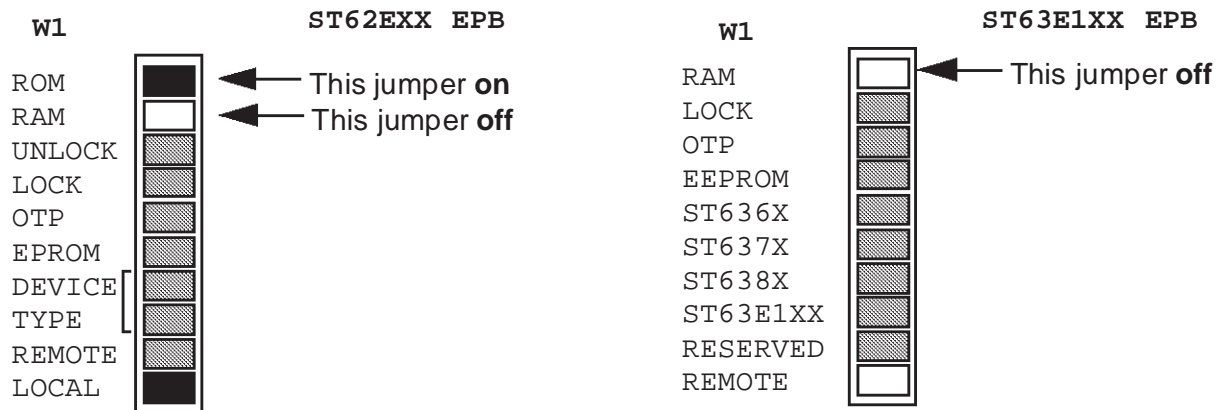 W1
ST62EXX EPB
ROM
This jumper on
RAM
This jumper off
UNLOCK
LOCK
OTP
EPROM
DEVICE
TYPE
REMOTE
LOCAL
W1
ST63E1XX EPB
RAM
This jumper off
LOCK
OTP
EEPROM
ST636X
ST637X
ST638X
ST63E1XX
RESERVED
REMOTE